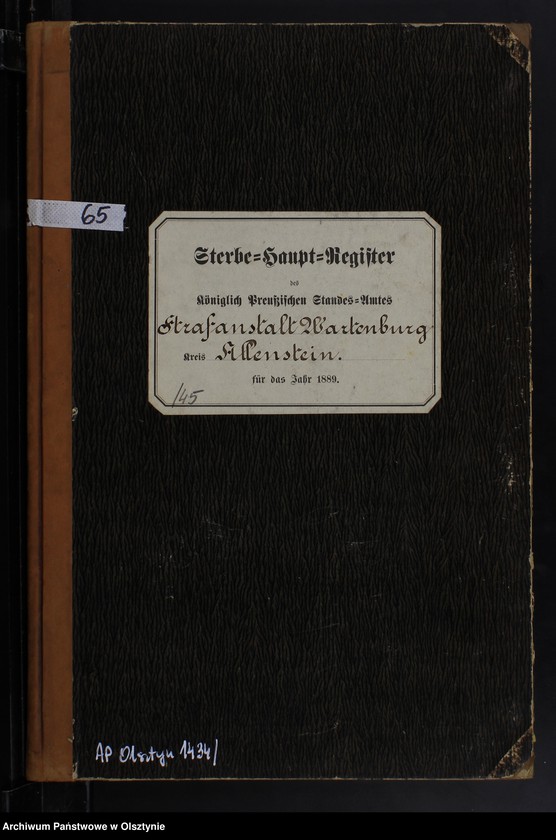 65
Sterbe=Haupt=Register
des
Königlich Preußischen Standes=Amtes
Strafanstalt Wartenburg
Kreis Allenstein.
für das Jahr 1889.
/45
AP Olsztyn 1434/
Archiwum Państwowe w Olsztynie